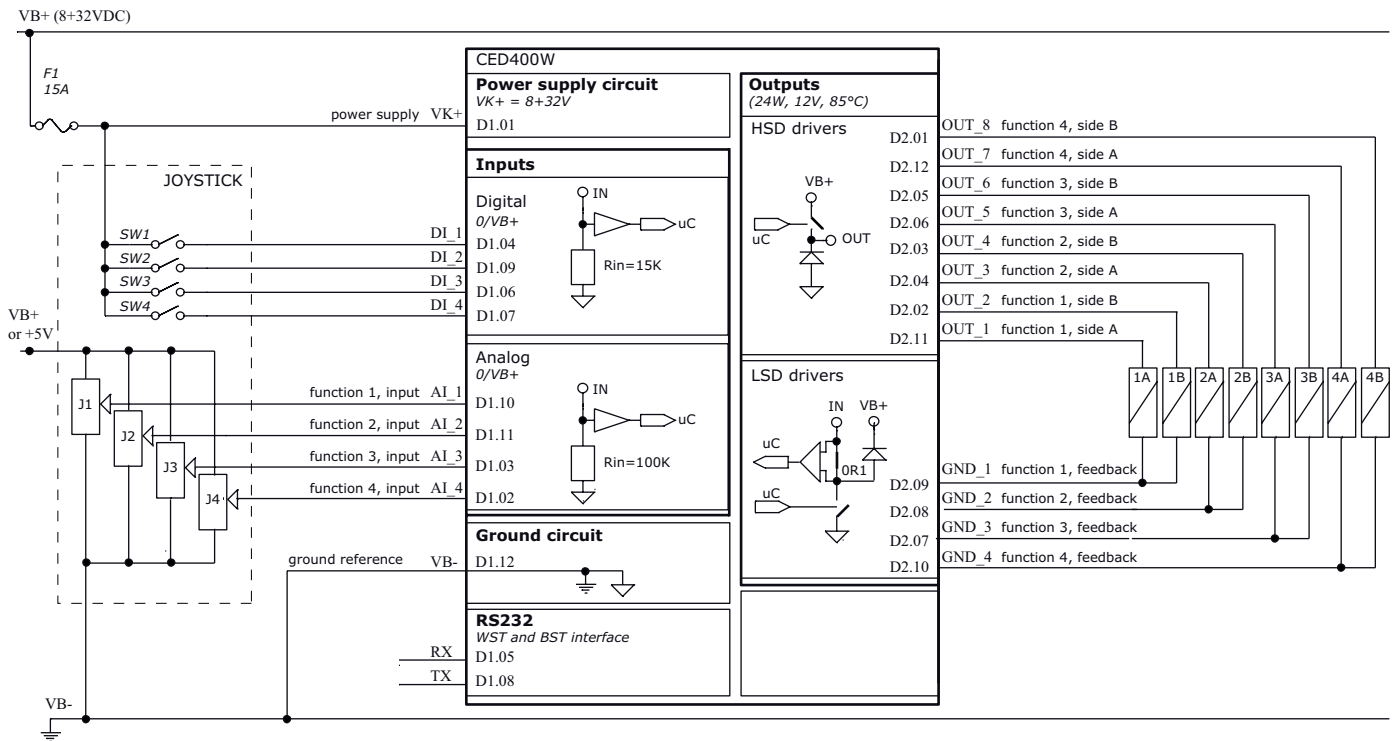 VB+ (8+32VDC)
F1
15A
CED400W
Power supply circuit
VK+ = 8+32V
power supply VK+
D1.01
JOYSTICK
Inputs
Digital
0/VB+
IN
uC
Rin=15K
SW1
DI_1
D1.04
SW2
DI_2
D1.09
SW3
DI_3
D1.06
SW4
DI_4
D1.07
VB+
or +5V
Analog
0/VB+
IN
uC
Rin=100K
J1
function 1, input AI_1
D1.10
J2
function 2, input AI_2
D1.11
J3
function 3, input AI_3
D1.03
J4
function 4, input AI_4
D1.02
Ground circuit
ground reference VB-
D1.12
RS232
WST and BST interface
RX
D1.05
TX
D1.08
VB-
Outputs
(24W, 12V, 85°C)
HSD drivers
VB+
uC
OUT
D2.01
OUT_8 function 4, side B
D2.12
OUT_7 function 4, side A
D2.05
OUT_6 function 3, side B
D2.06
OUT_5 function 3, side A
D2.03
OUT_4 function 2, side B
D2.04
OUT_3 function 2, side A
D2.02
OUT_2 function 1, side B
D2.11
OUT_1 function 1, side A
1A 1B 2A 2B 3A 3B 4A 4B
LSD drivers
IN VB+
uC
0R1
uC
D2.09
GND_1 function 1, feedback
D2.08
GND_2 function 2, feedback
D2.07
GND_3 function 3, feedback
D2.10
GND_4 function 4, feedback